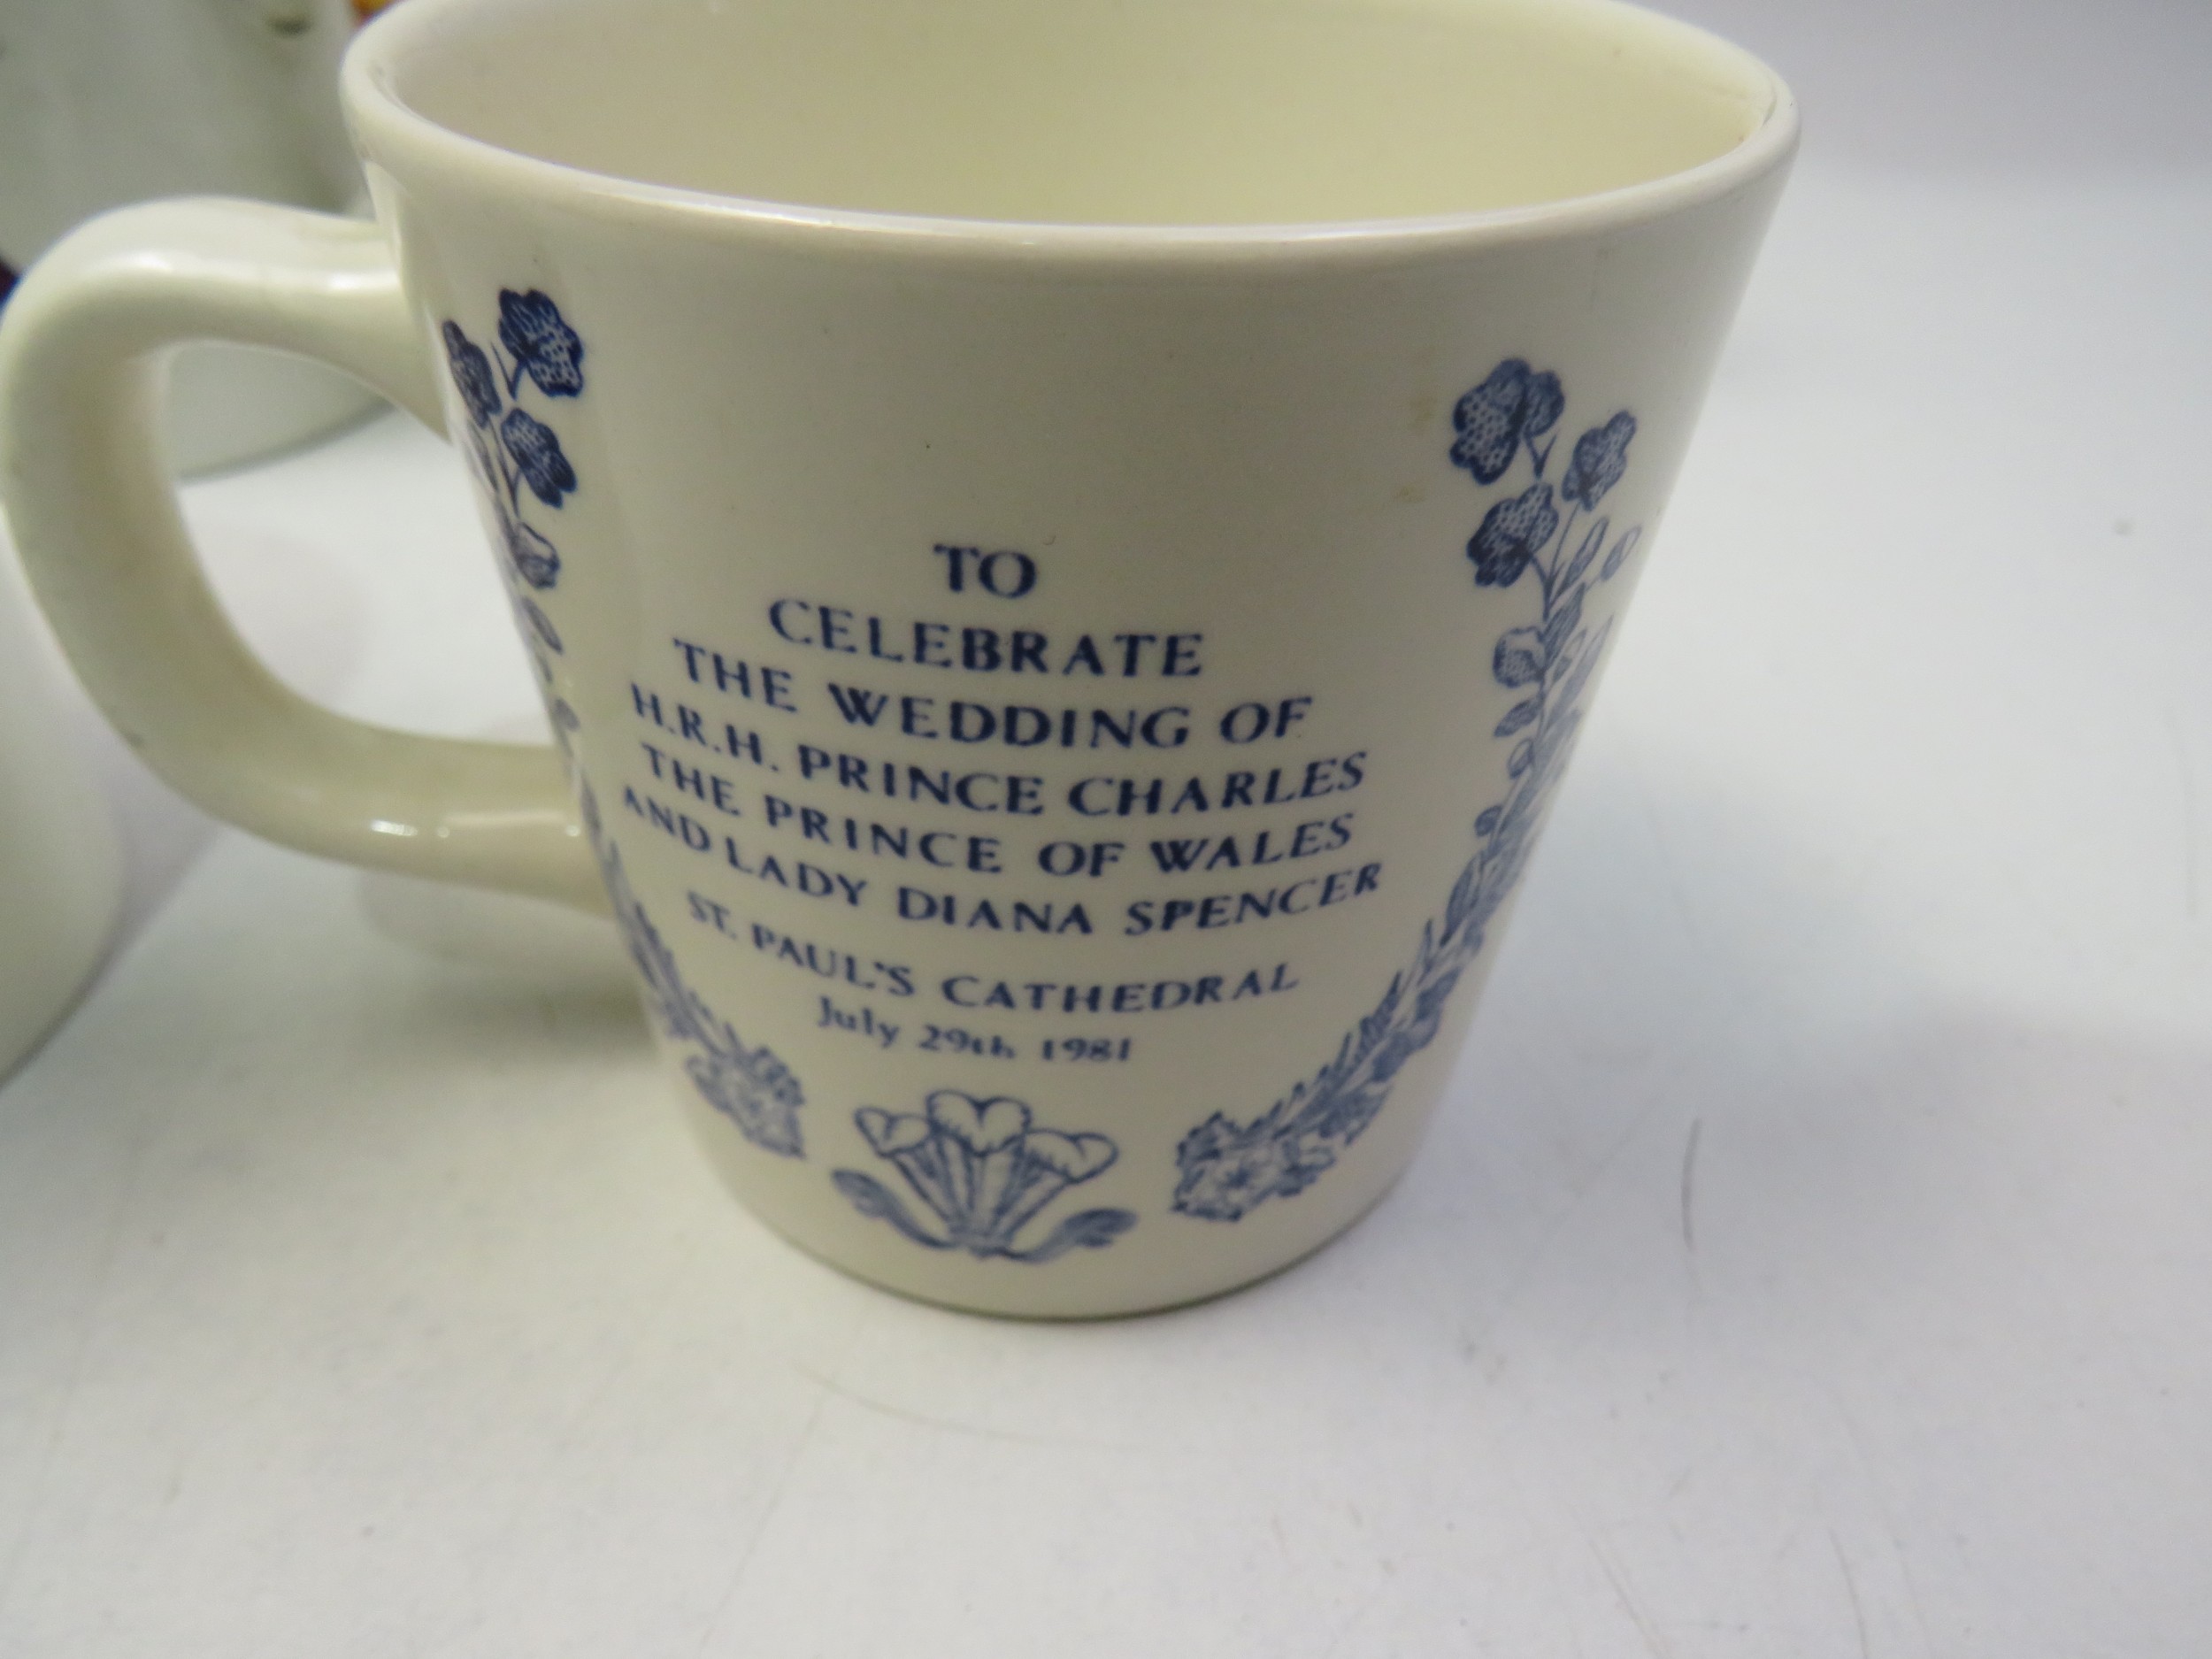 TO
CELEBRATE
THE WEDDING OF
H.R.H. PRINCE CHARLES
THE PRINCE OF WALES
AND LADY DIANA SPENCER
ST. PAUL'S CATHEDRAL
July 29th 1981